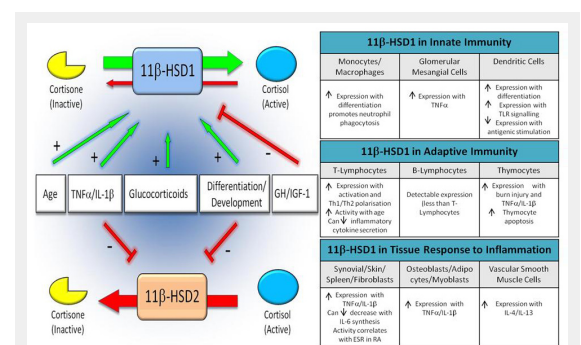 11β-HSD1
Cortisone
(Inactive)
Cortisol
(Active)
+
+
+
+
-
Age
TNFα/IL-1β
Glucocorticoids
Differentiation/
Development
GH/IGF-1
-
-
11β-HSD2
Cortisone
(Inactive)
Cortisol
(Active)
11β-HSD1 in Innate Immunity
Monocytes/
Macrophages
↑ Expression with
differentiation
promotes neutrophil
phagocytosis
Glomerular
Mesangial Cells
↑ Expression with
TNFα
Dendritic Cells
↑ Expression with
differentiation
↑ Expression with
TLR signalling
↓ Expression with
antigenic stimulation
11β-HSD1 in Adaptive Immunity
T-Lymphocytes
↑ Expression with
activation and
Th1/Th2 polarisation
↑ Activity with age
Can ↓ inflammatory
cytokine secretion
B-Lymphocytes
Detectable expression
(less than T-
Lymphocytes
Thymocytes
↑ Expression with
burn injury and
TNFα/IL-1β
↑ Thymocyte
apoptosis
11β-HSD1 in Tissue Response to Inflammation
Synovial/Skin/
Spleen/Fibroblasts
↑ Expression with
TNFα/IL-1β
Can ↓ decrease with
IL-6 synthesis
Activity correlates
with ESR in RA
Osteoblasts/Adipo
cytes/Myoblasts
↑ Expression with
TNFα/IL-1β
Vascular Smooth
Muscle Cells
↑ Expression with
IL-4/IL-13